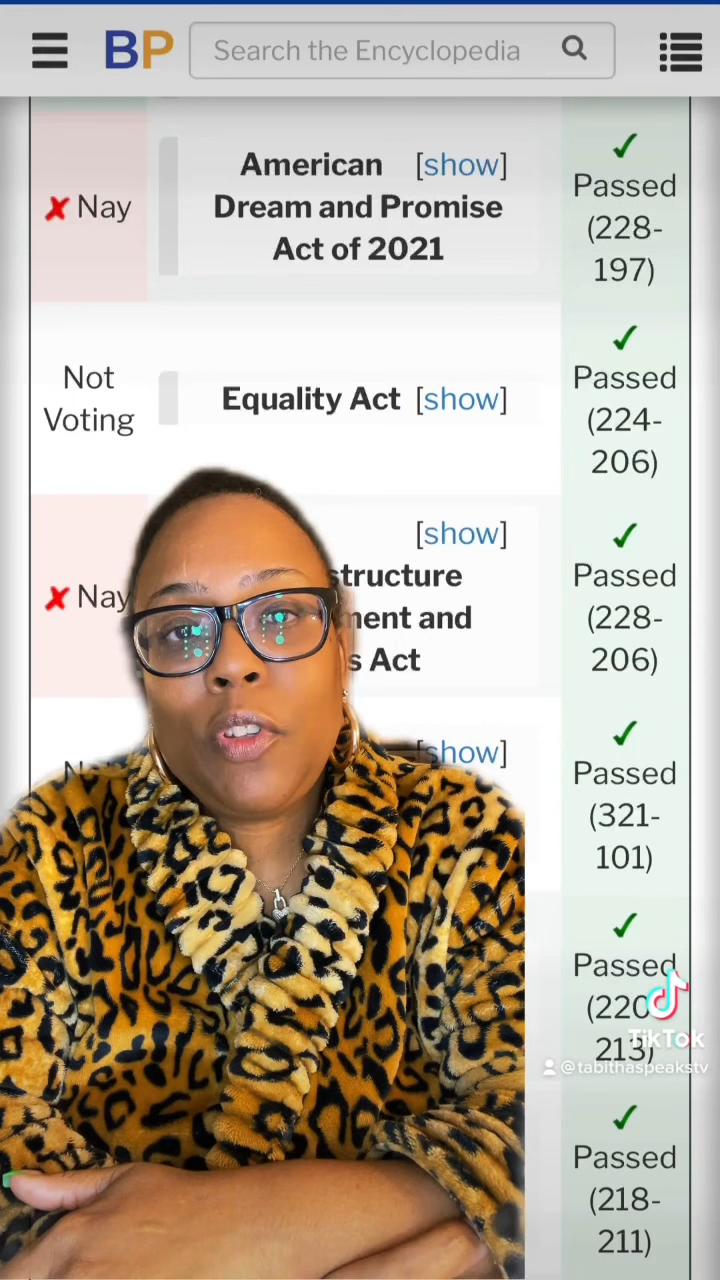 BP Search the Encyclopedia
✘ Nay
American [show]
Dream and Promise
Act of 2021
✓
Passed
(228-
197)
Not
Voting
Equality Act [show]
✓
Passed
(224-
206)
✘ Nay
[show]
structure
ment and
s Act
✓
Passed
(228-
206)
[show]
✓
Passed
(321-
101)
✓
Passed
(220
213)
TikTok
@tabithaspeakstv
✓
Passed
(218-
211)